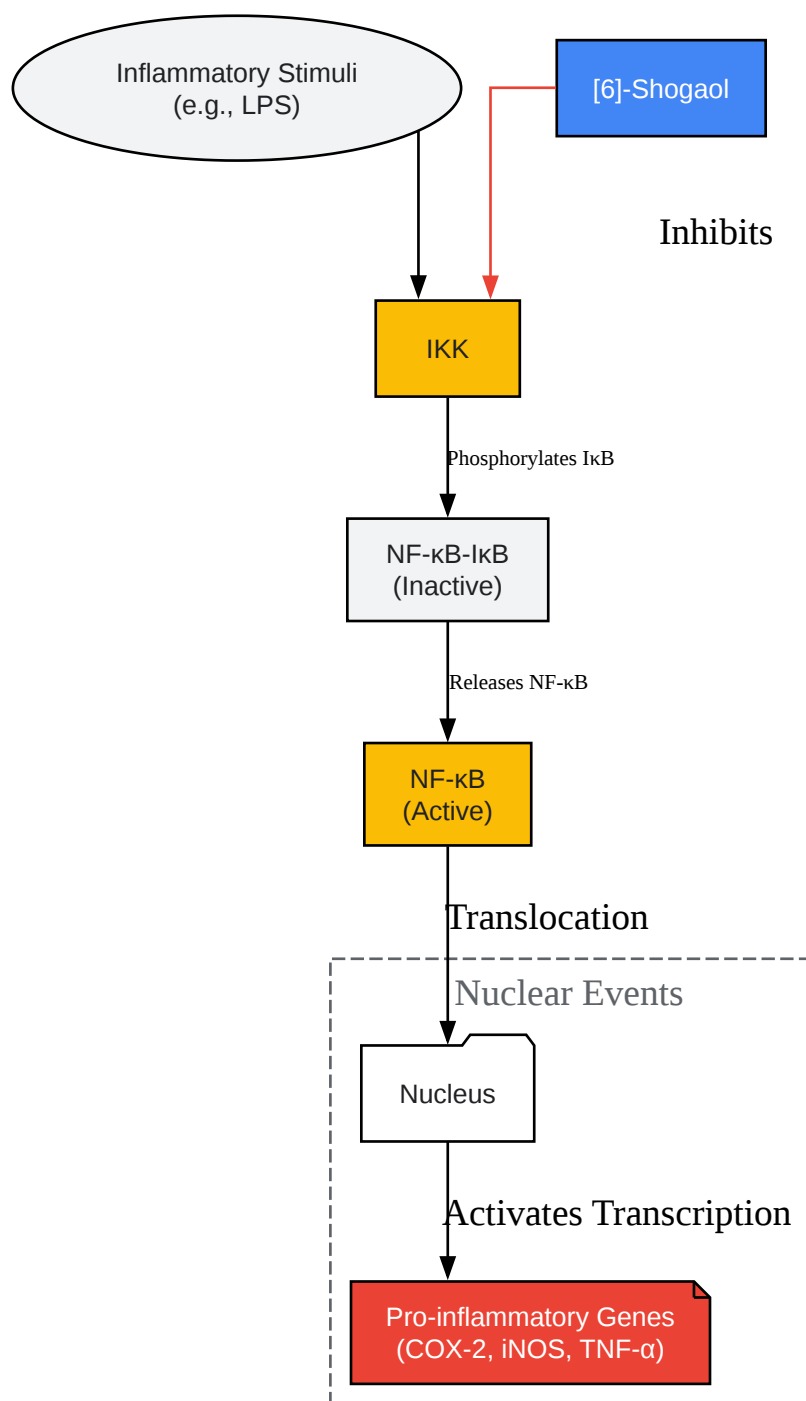 Inflammatory Stimuli
(e.g., LPS)
[6]-Shogaol
Inhibits
IKK
Phosphorylates IκB
NF-κB-IκB
(Inactive)
Releases NF-κB
NF-κB
(Active)
Translocation
Nuclear Events
Nucleus
Activates Transcription
Pro-inflammatory Genes
(COX-2, iNOS, TNF-α)